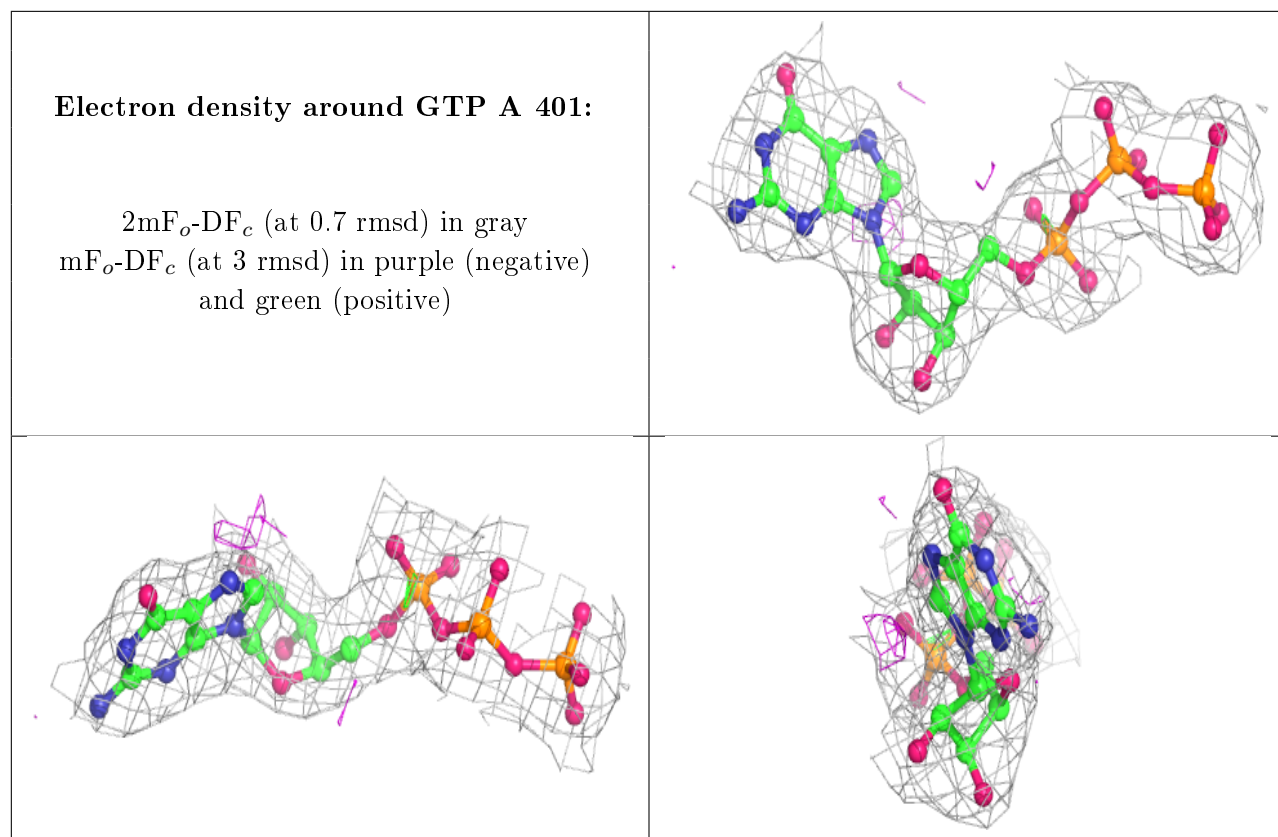 Electron density around GTP A 401:
2mFo-DFc (at 0.7 rmsd) in gray
mFo-DFc (at 3 rmsd) in purple (negative)
and green (positive)